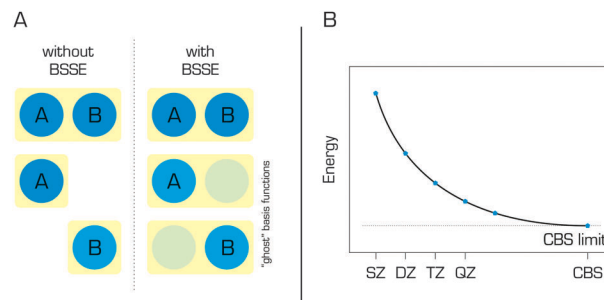 A
without
BSSE
with
BSSE
A B
A B
A
A
B
B
"ghost" basis functions
B
Energy
CBS limit
SZ DZ TZ QZ CBS